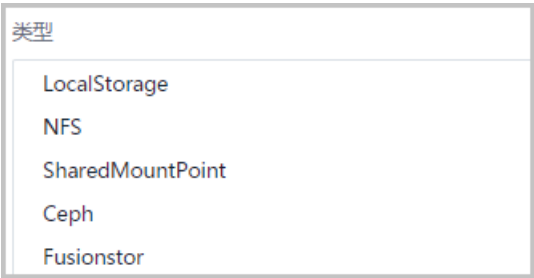 类型
LocalStorage
NFS
SharedMountPoint
Ceph
Fusionstor